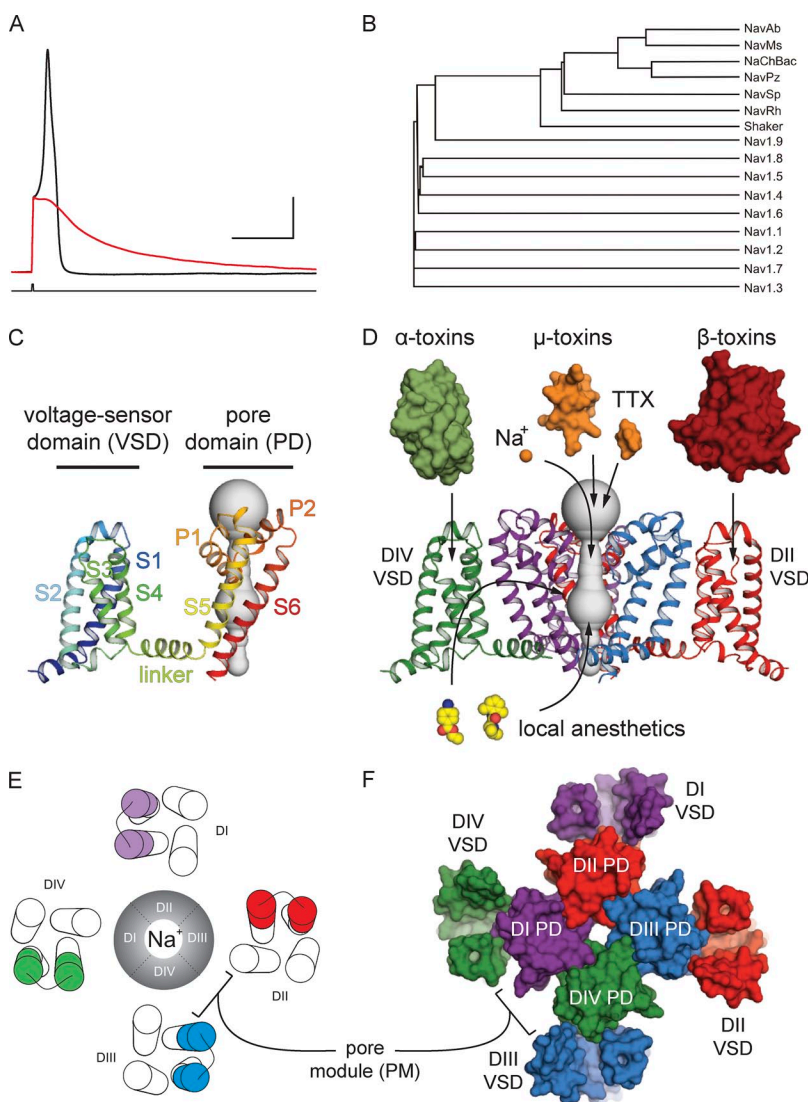 A
B
NavAb
NavMs
NaChBac
NavPz
NavSp
NavRh
Shaker
Nav1.9
Nav1.8
Nav1.5
Nav1.4
Nav1.6
Nav1.1
Nav1.2
Nav1.7
Nav1.3
C
voltage-sensor
domain (VSD)
pore
domain (PD)
P1
P2
S1
S2
S3
S4
S5
S6
linker
D
α-toxins
μ-toxins
β-toxins
TTX
Na+
DIV
VSD
DII
VSD
local anesthetics
E
DI
DIV
DII
DI
Na+
DIII
DIV
DII
DIII
pore
module (PM)
F
DI
VSD
DIV
VSD
DII PD
DI PD
DIII PD
DIV PD
DII
VSD
DIII
VSD